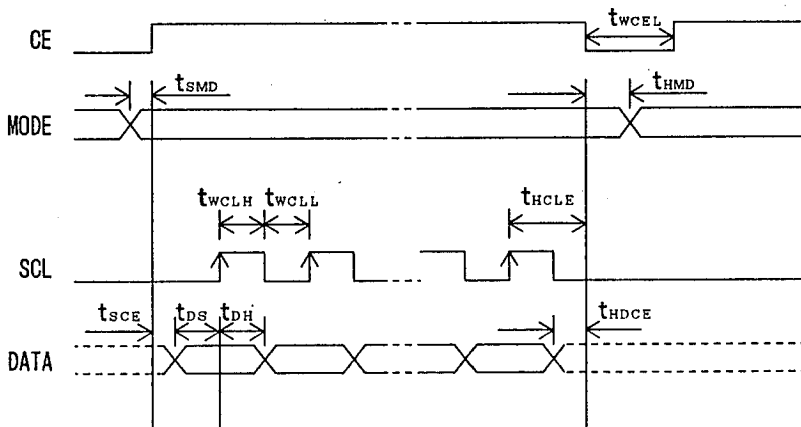 CE
tWCEL
tSMD
tHMD
MODE
tWCLH
tWCLL
tHCLE
SCL
tSCE
tDS
tDH
tHDCE
DATA